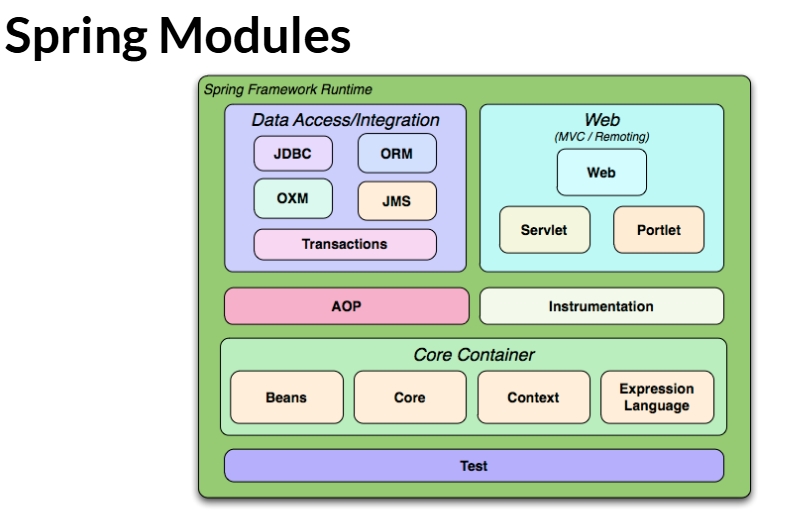 Spring Modules
Spring Framework Runtime
Data Access/Integration
JDBC
ORM
OXM
JMS
Transactions
Web
(MVC / Remoting)
Web
Servlet
Portlet
AOP
Instrumentation
Core Container
Beans
Core
Context
Expression
Language
Test